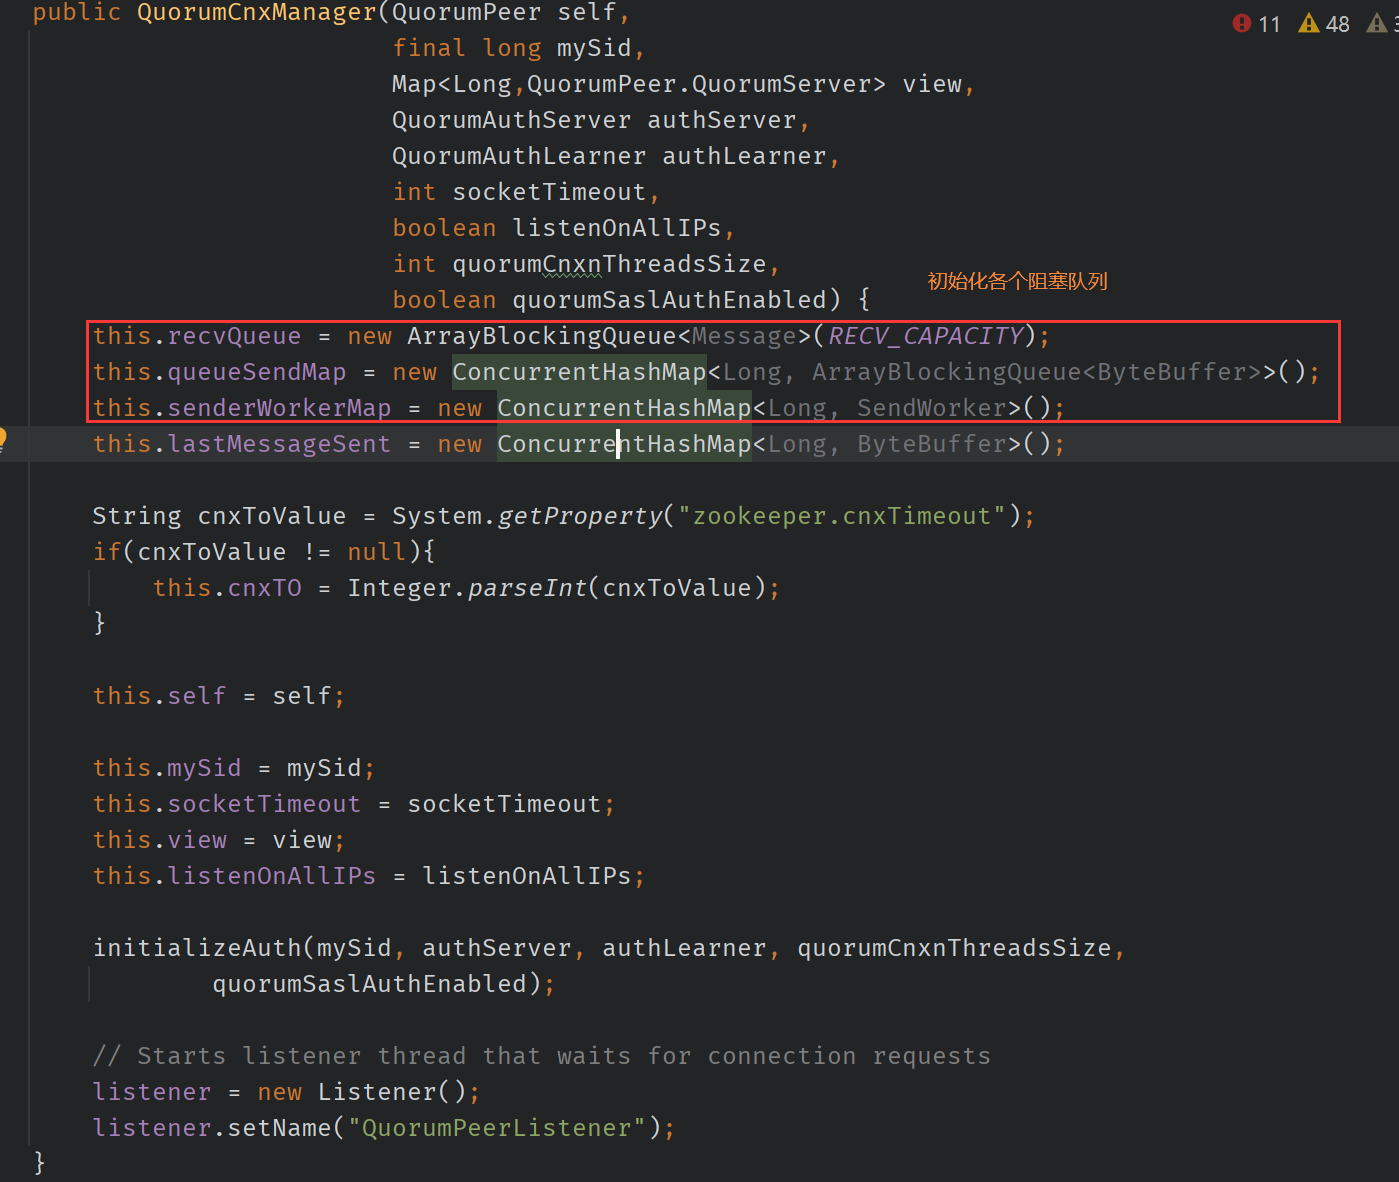 public QuorumCnxManager(QuorumPeer self,
11 48 3
final long mySid,
Map<Long,QuorumPeer.QuorumServer> view,
QuorumAuthServer authServer,
QuorumAuthLearner authLearner,
int socketTimeout,
boolean listenOnAllIPs,
int quorumCnxnThreadsSize,
boolean quorumSaslAuthEnabled) {
初始化各个阻塞队列
this.recvQueue = new ArrayBlockingQueue<Message>(RECV_CAPACITY);
this.queueSendMap = new ConcurrentHashMap<Long, ArrayBlockingQueue<ByteBuffer>>();
this.senderWorkerMap = new ConcurrentHashMap<Long, SendWorker>();
this.lastMessageSent = new ConcurrentHashMap<Long, ByteBuffer>();
String cnxToValue = System.getProperty("zookeeper.cnxTimeout");
if(cnxToValue != null){
this.cnxTO = Integer.parseInt(cnxToValue);
}
this.self = self;
this.mySid = mySid;
this.socketTimeout = socketTimeout;
this.view = view;
this.listenOnAllIPs = listenOnAllIPs;
initializeAuth(mySid, authServer, authLearner, quorumCnxnThreadsSize,
quorumSaslAuthEnabled);
// Starts listener thread that waits for connection requests
listener = new Listener();
listener.setName("QuorumPeerListener");
}